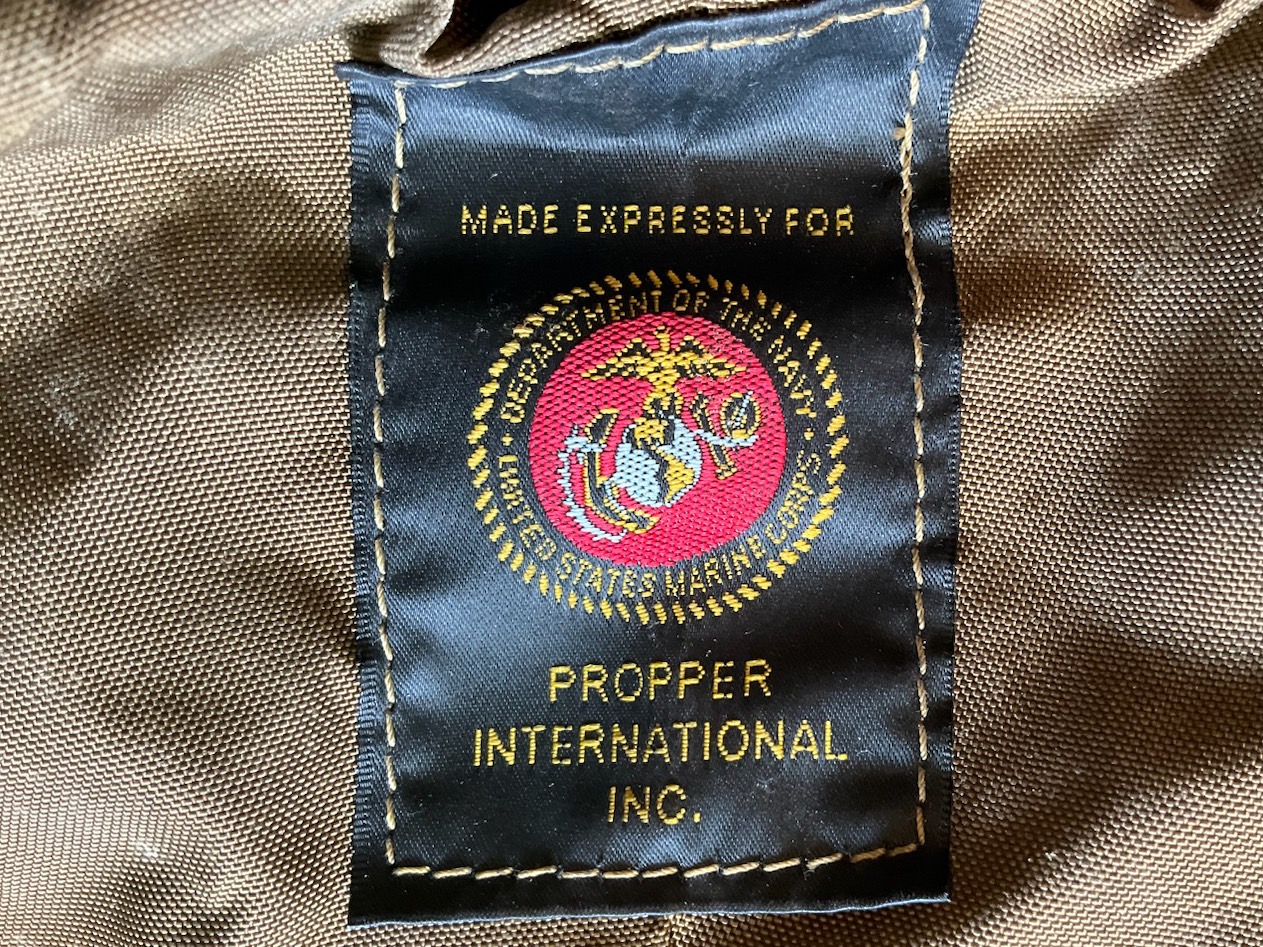 MADE EXPRESSLY FOR
DEPARTMENT OF THE NAVY
UNITED STATES MARINE CORPS
PROPPER
INTERNATIONAL
INC.